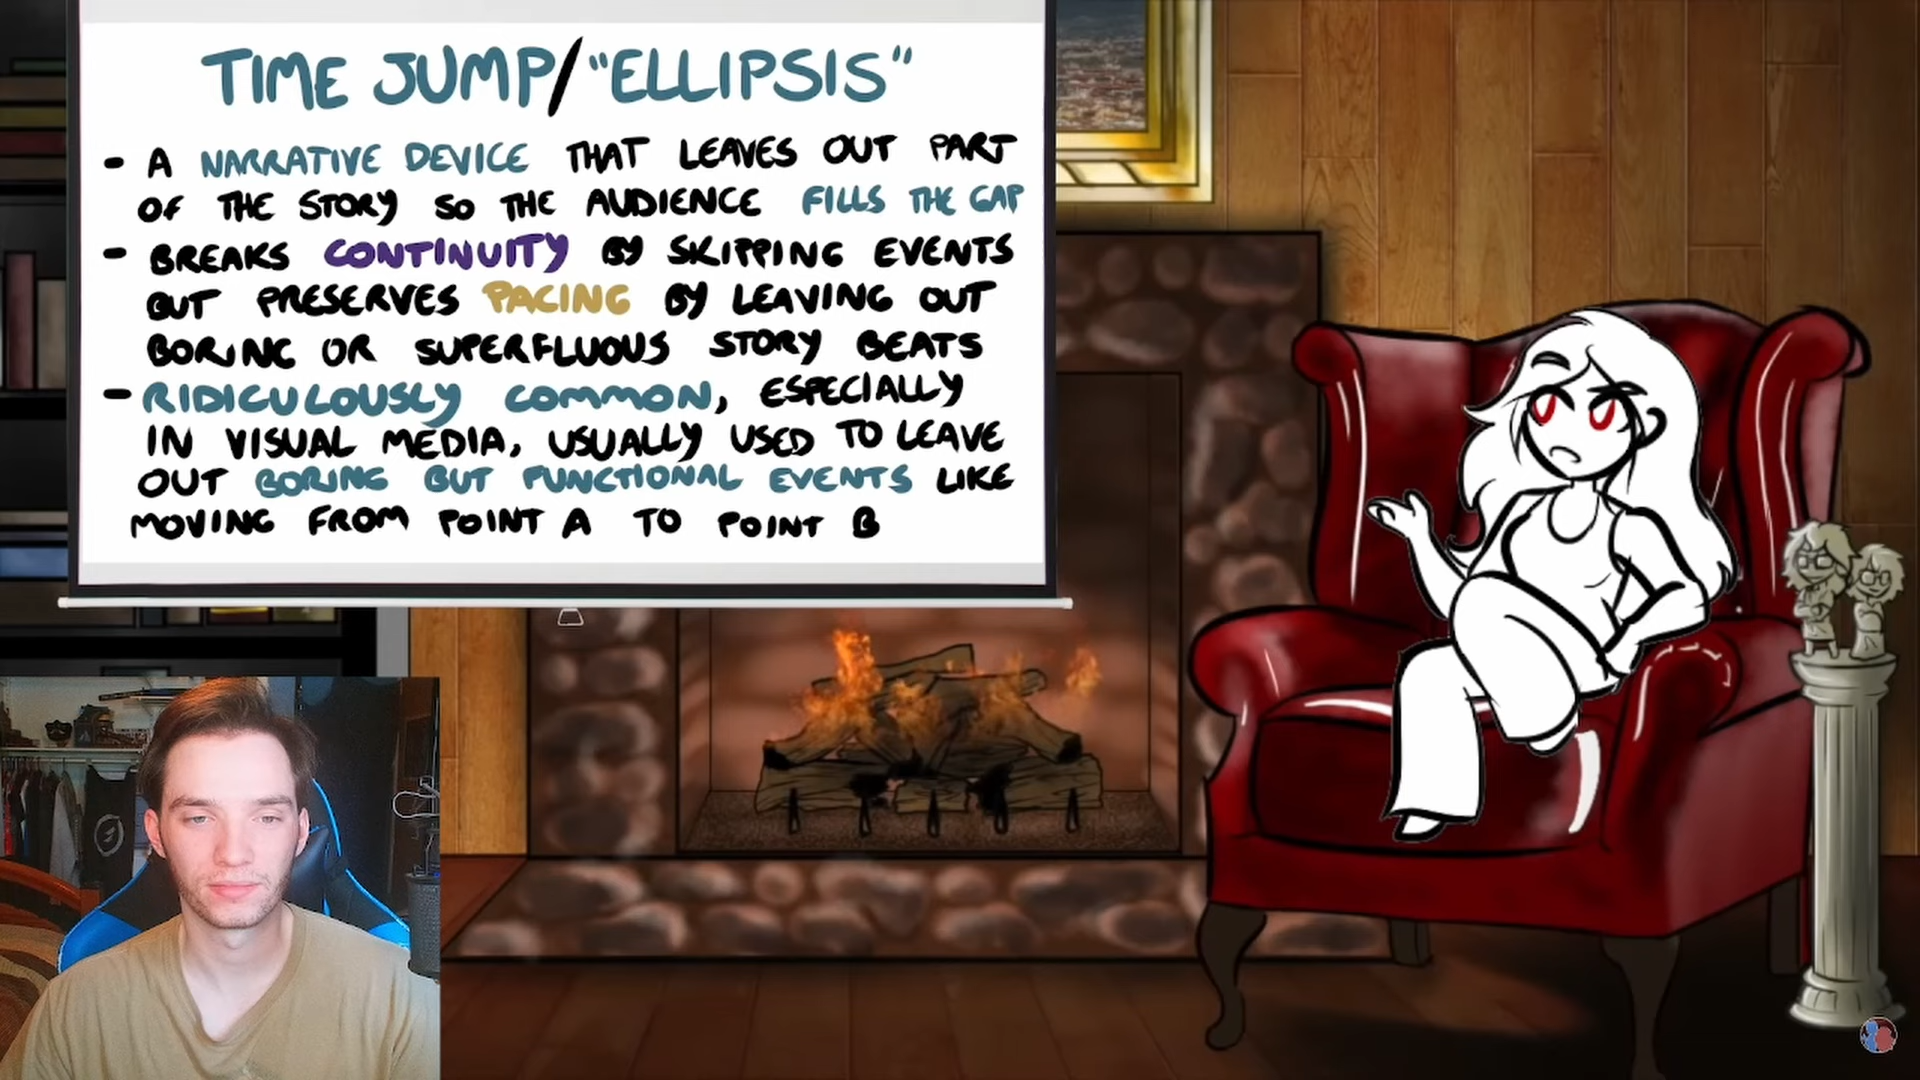 TIME JUMP/"ELLIPSIS"
- A NARRATIVE DEVICE THAT LEAVES OUT PART
OF THE STORY SO THE AUDIENCE FILLS THE GAP
- BREAKS CONTINUITY BY SKIPPING EVENTS
BUT PRESERVES PACING BY LEAVING OUT
BORING OR SUPERFLUOUS STORY BEATS
- RIDICULOUSLY COMMON, ESPECIALLY
IN VISUAL MEDIA, USUALLY USED TO LEAVE
OUT BORING BUT FUNCTIONAL EVENTS LIKE
MOVING FROM POINT A TO POINT B